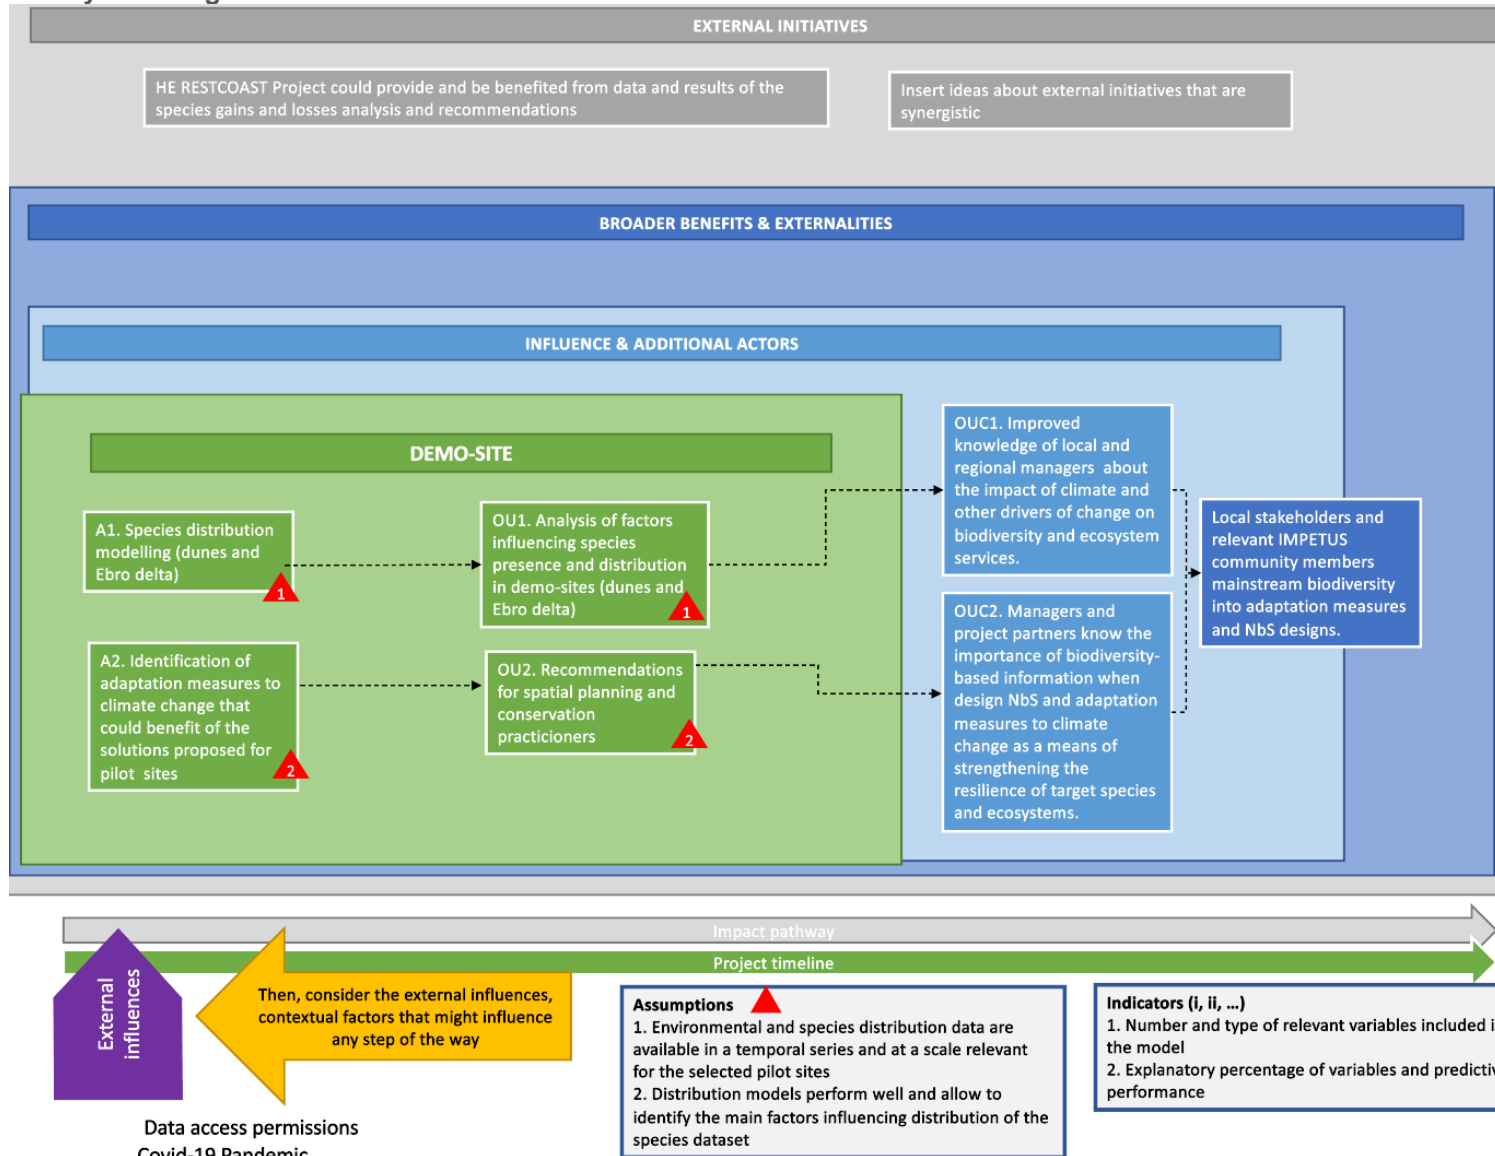 EXTERNAL INITIATIVES
HE RESTCOAST Project could provide and be benefited from data and results of the
species gains and losses analysis and recommendations
Insert ideas about external initiatives that are
synergistic
BROADER BENEFITS & EXTERNALITIES
INFLUENCE & ADDITIONAL ACTORS
DEMO-SITE
A1. Species distribution
modelling (dunes and
Ebro delta)
1
OU1. Analysis of factors
influencing species
presence and distribution
in demo-sites (dunes and
Ebro delta)
1
A2. Identification of
adaptation measures to
climate change that
could benefit of the
solutions proposed for
pilot sites
2
OU2. Recommendations
for spatial planning and
conservation
practicioners
2
OUC1. Improved
knowledge of local and
regional managers about
the impact of climate and
other drivers of change on
biodiversity and ecosystem
services.
OUC2. Managers and
project partners know the
importance of biodiversity-
based information when
design NbS and adaptation
measures to climate
change as a means of
strengthening the
resilience of target species
and ecosystems.
Local stakeholders and
relevant IMPETUS
community members
mainstream biodiversity
into adaptation measures
and NbS designs.
Impact pathway
Project timeline
External
influences
Then, consider the external influences,
contextual factors that might influence
any step of the way
Data access permissions
Covid-19 Pandemic
Assumptions
1. Environmental and species distribution data are
available in a temporal series and at a scale relevant
for the selected pilot sites
2. Distribution models perform well and allow to
identify the main factors influencing distribution of the
species dataset
Indicators (i, ii, ...)
1. Number and type of relevant variables included i
the model
2. Explanatory percentage of variables and predictiv
performance